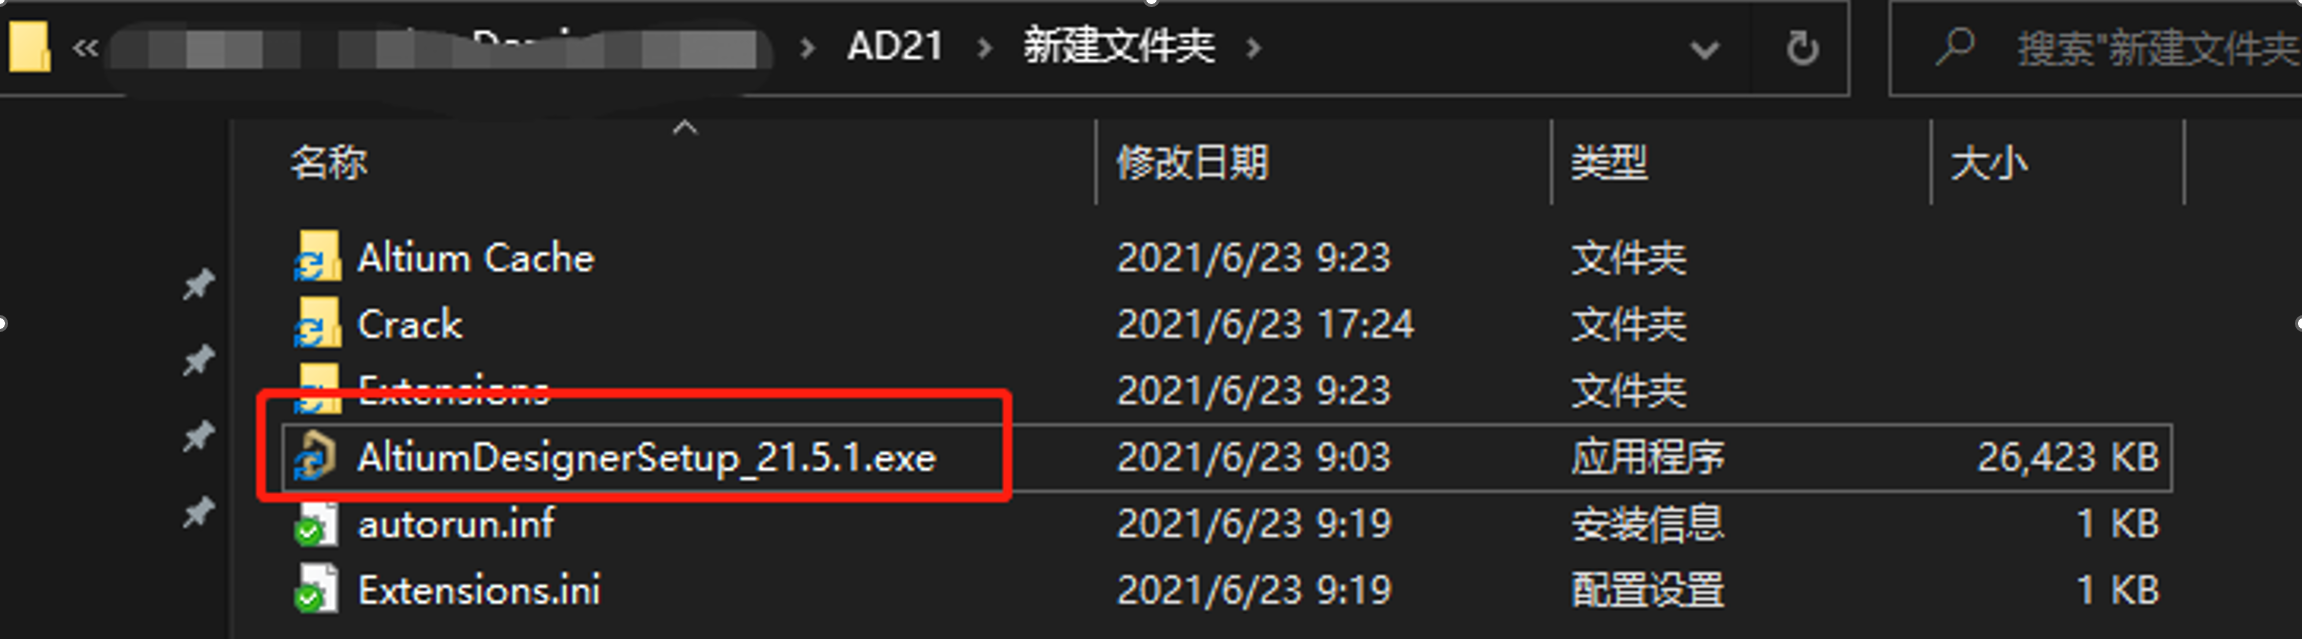 « › AD21 › 新建文件夹 › 搜索"新建文件夹
名称 修改日期 类型 大小
Altium Cache 2021/6/23 9:23 文件夹
Crack 2021/6/23 17:24 文件夹
Extensions 2021/6/23 9:23 文件夹
AltiumDesignerSetup_21.5.1.exe 2021/6/23 9:03 应用程序 26,423 KB
autorun.inf 2021/6/23 9:19 安装信息 1 KB
Extensions.ini 2021/6/23 9:19 配置设置 1 KB